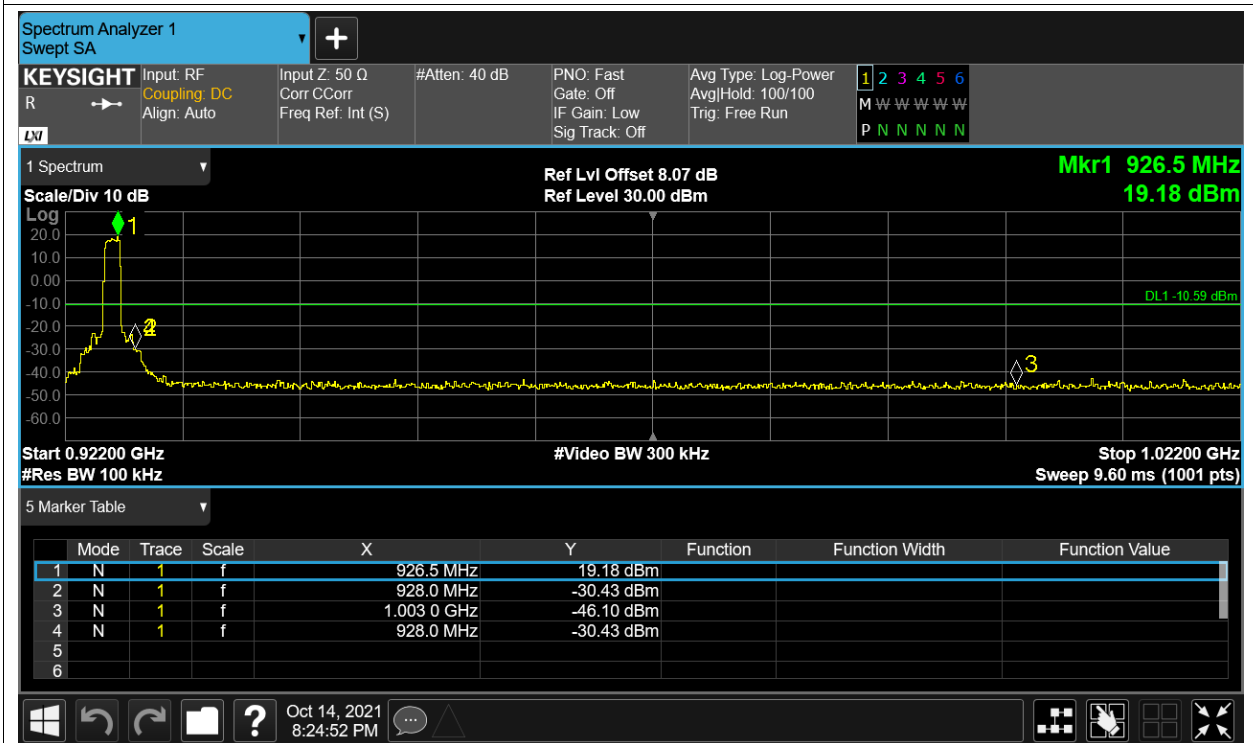 Spectrum Analyzer 1
Swept SA
KEYSIGHT
R
LXI
Input: RF
Coupling: DC
Align: Auto
Input Z: 50 Ω
Corr CCorr
Freq Ref: Int (S)
#Atten: 40 dB
PNO: Fast
Gate: Off
IF Gain: Low
Sig Track: Off
Avg Type: Log-Power
Avg|Hold: 100/100
Trig: Free Run
1 2 3 4 5 6
M W W W W W
P N N N N N
1 Spectrum
Scale/Div 10 dB
Ref Lvl Offset 8.07 dB
Ref Level 30.00 dBm
Mkr1 926.5 MHz
19.18 dBm
Log
20.0
10.0
0.00
-10.0
-20.0
-30.0
-40.0
-50.0
-60.0
1
2
3
DL1 -10.59 dBm
Start 0.92200 GHz
#Res BW 100 kHz
#Video BW 300 kHz
Stop 1.02200 GHz
Sweep 9.60 ms (1001 pts)
5 Marker Table
Mode Trace Scale X Y Function Function Width Function Value
1 N 1 f 926.5 MHz 19.18 dBm
2 N 1 f 928.0 MHz -30.43 dBm
3 N 1 f 1.003 0 GHz -46.10 dBm
4 N 1 f 928.0 MHz -30.43 dBm
5
6
?
Oct 14, 2021
8:24:52 PM